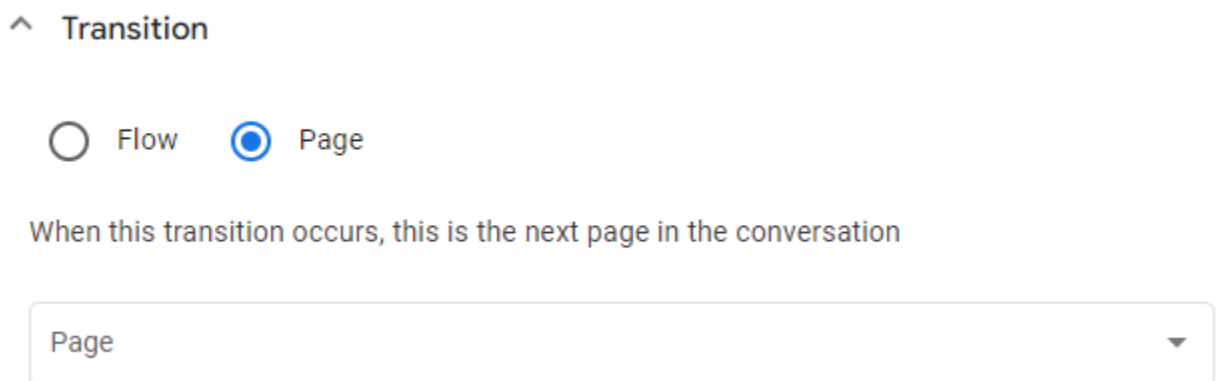 Transition
Flow Page
When this transition occurs, this is the next page in the conversation
Page